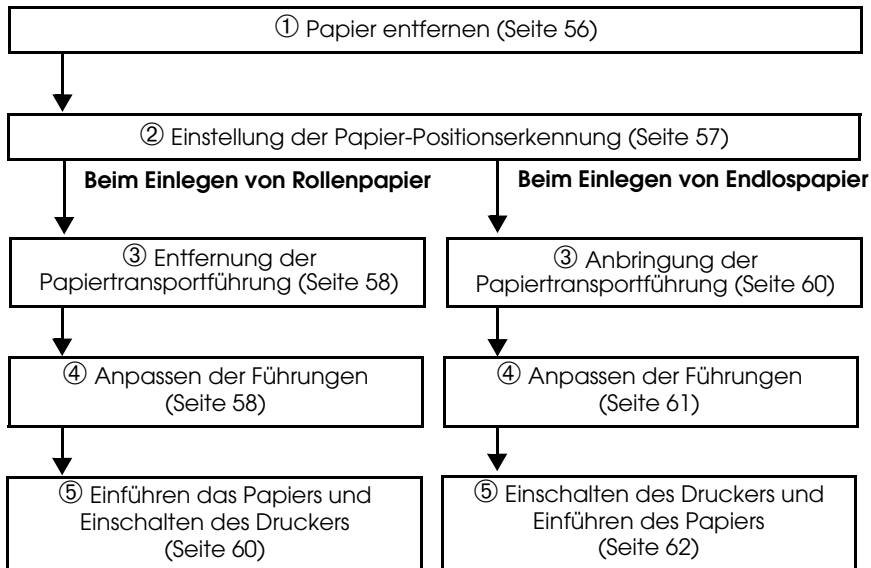 ① Papier entfernen (Seite 56)
② Einstellung der Papier-Positionserkennung (Seite 57)
Beim Einlegen von Rollenpapier
Beim Einlegen von Endlospapier
③ Entfernung der
Papiertransportführung (Seite 58)
③ Anbringung der
Papiertransportführung (Seite 60)
④ Anpassen der Führungen
(Seite 58)
④ Anpassen der Führungen
(Seite 61)
⑤ Einführen das Papiers und
Einschalten des Druckers
(Seite 60)
⑤ Einschalten des Druckers und
Einführen des Papiers
(Seite 62)